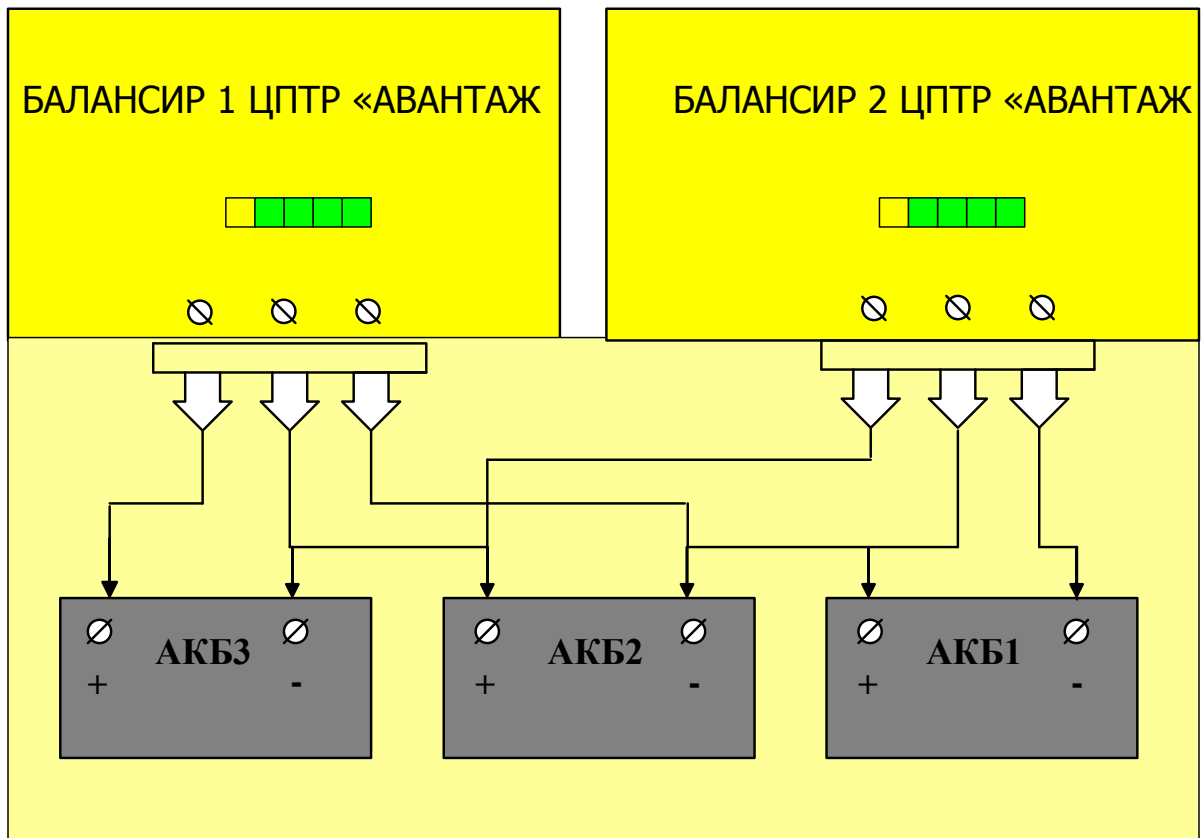 БАЛАНСИР 1 ЦПТР «АВАНТАЖ
БАЛАНСИР 2 ЦПТР «АВАНТАЖ
АКБ3
+ -
АКБ2
+ -
АКБ1
+ -